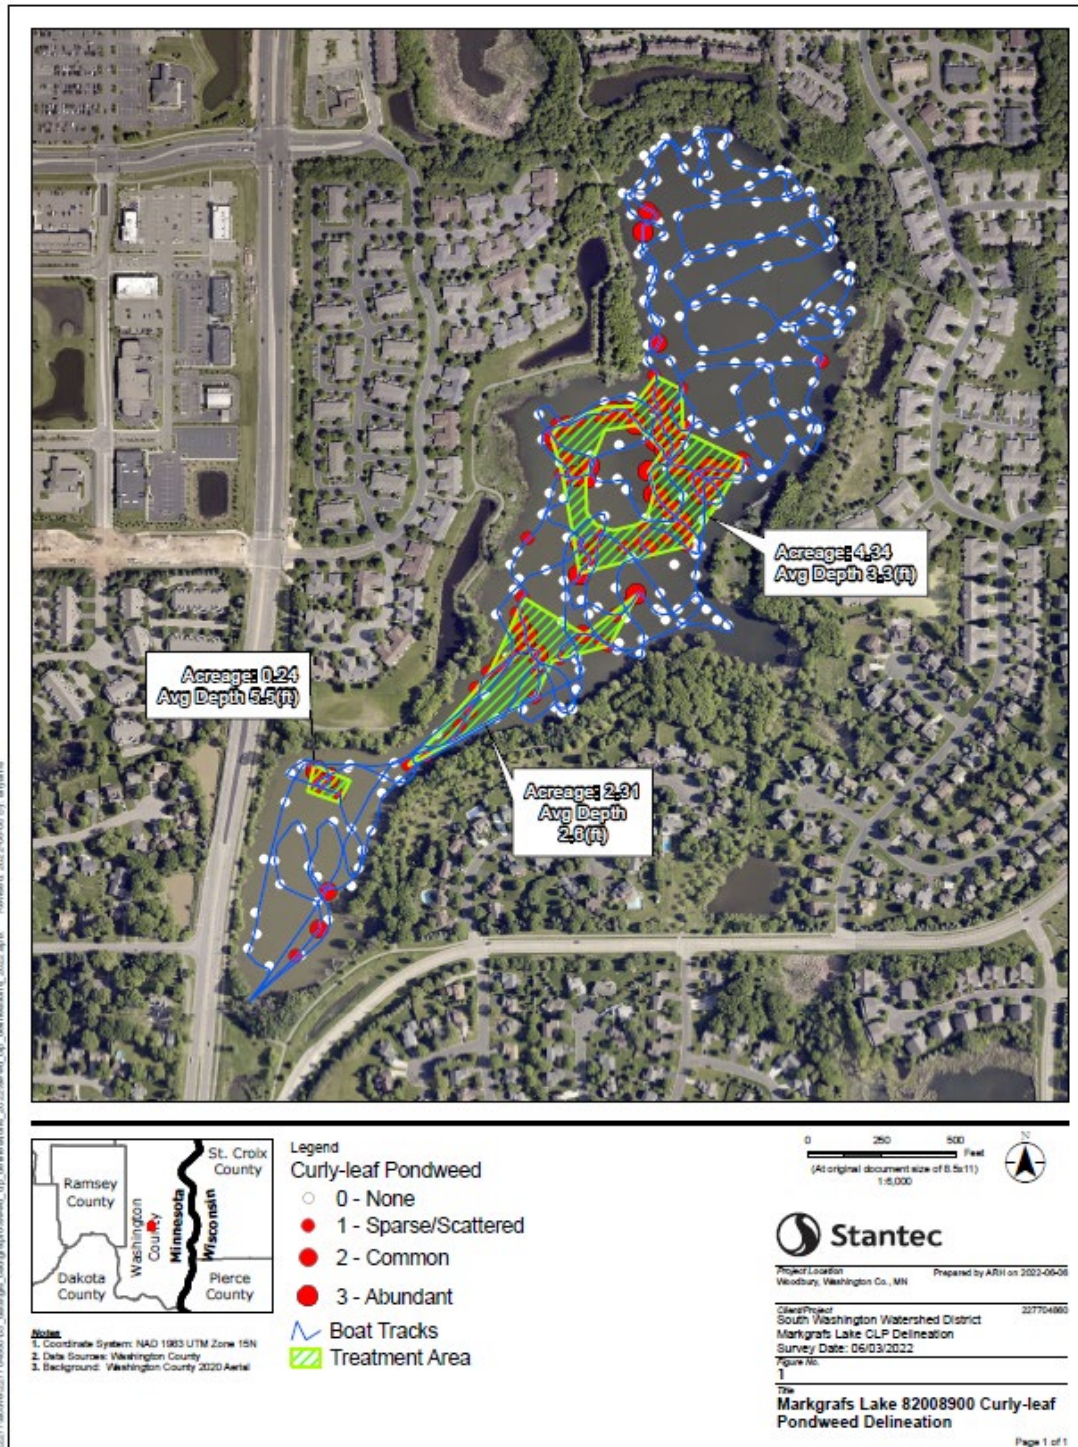 Acreage: 4.34
Avg Depth 3.3(ft)
Acreage: 0.24
Avg Depth 5.5(ft)
Acreage: 2.31
Avg Depth
2.6(ft)
Ramsey
County
St. Croix
County
Washington
County
Minnesota
Wisconsin
Dakota
County
Pierce
County
Notes
1. Coordinate System: NAD 1983 UTM Zone 15N
2. Data Sources: Washington County
3. Background: Washington County 2020 Aerial
Legend
Curly-leaf Pondweed
0 - None
1 - Sparse/Scattered
2 - Common
3 - Abundant
Boat Tracks
Treatment Area
0 250 500
Feet
(At original document size of 8.5x11)
1:6,000
N
Stantec
Project Location
Prepared by ARH on 2022-06-06
Woodbury, Washington Co., MN
Client/Project
227704860
South Washington Watershed District
Markgrafs Lake CLP Delineation
Survey Date: 06/03/2022
Figure No.
1
Title
Markgrafs Lake 82008900 Curly-leaf
Pondweed Delineation
Page 1 of 1